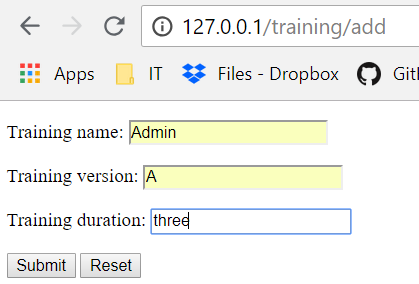 127.0.0.1/training/add
Apps IT Files - Dropbox
Training name: Admin
Training version: A
Training duration: three
Submit Reset